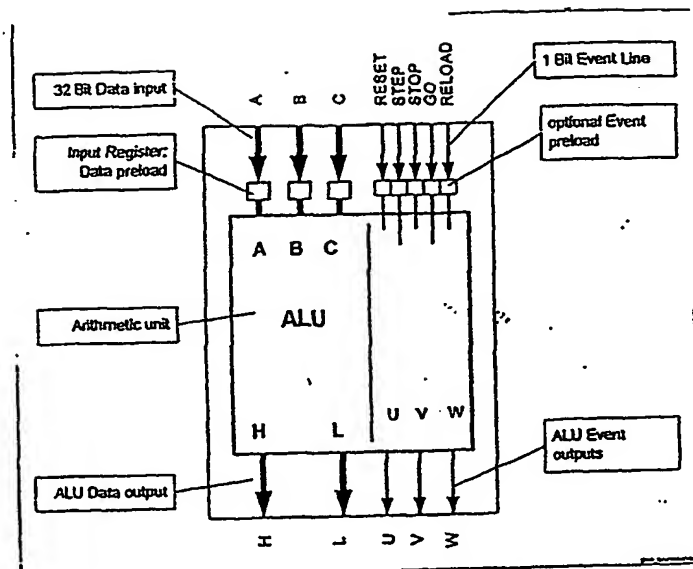 32 Bit Data input
A
B
C
RESET
STEP
STOP
GO
RELOAD
1 Bit Event Line
Input Register:
Data preload
optional Event
preload
A B C
Arithmetic unit
ALU
U V W
H L
ALU Data output
ALU Event
outputs
H
L
U
V
W